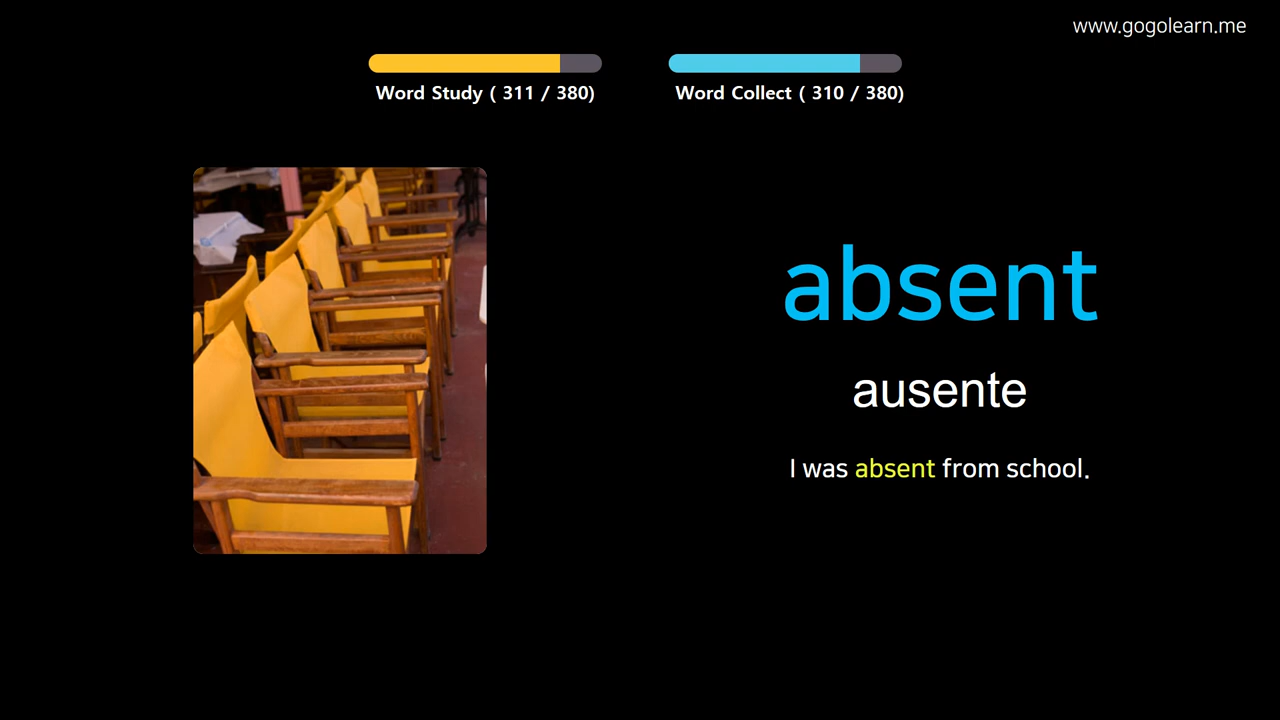 www.gogolearn.me
Word Study ( 311 / 380)
Word Collect ( 310 / 380)
absent
ausente
I was absent from school.